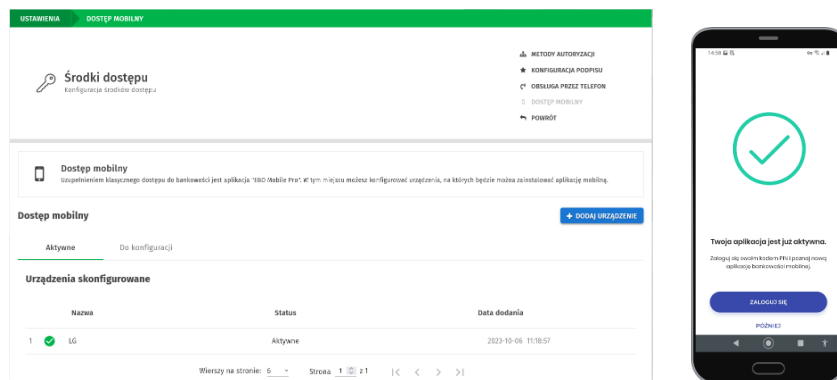 USTAWIENIA DOSTĘP MOBILNY
Środki dostępu
Konfiguracja środków dostępu
METODY AUTORYZACJI
KONFIGURACJA PODPISU
OBSŁUGA PRZEZ TELEFON
DOSTĘP MOBILNY
POWRÓT
Dostęp mobilny
Uzupełnieniem klasycznego dostępu do bankowości jest aplikacja "EBO Mobile Pro". W tym miejscu możesz konfigurować urządzenia, na których będzie można zainstalować aplikację mobilną.
Dostęp mobilny
+ DODAJ URZĄDZENIE
Aktywne Do konfiguracji
Urządzenia skonfigurowane
Nazwa Status Data dodania
1 LG Aktywne 2023-10-06 11:18:57
Wierszy na stronie: 6 Strona 1 z 1
14:58
Twoja aplikacja jest już aktywna.
Zaloguj się swoim kodem PIN i poznaj nową
aplikację bankowości mobilnej.
ZALOGUJ SIĘ
PÓŹNIEJ